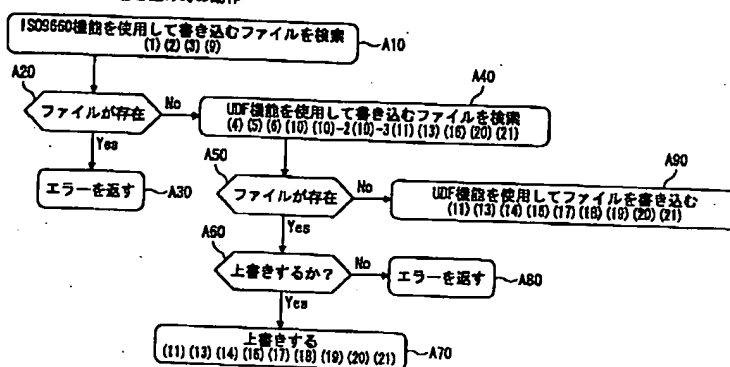 ISO9660機能を使用して書き込むファイルを検索
(1) (2) (3) (9)
A10
A20
ファイルが存在
No
Yes
エラーを返す
A30
A40
UDF機能を使用して書き込むファイルを検索
(4) (5) (6) (10) (10)-2 (10)-3 (11) (13) (16) (20) (21)
A50
ファイルが存在
No
Yes
A90
UDF機能を使用してファイルを書き込む
(11) (13) (14) (15) (17) (18) (19) (20) (21)
A60
上書きするか?
No
Yes
エラーを返す
A80
上書きする
(11) (13) (14) (16) (17) (18) (19) (20) (21)
A70